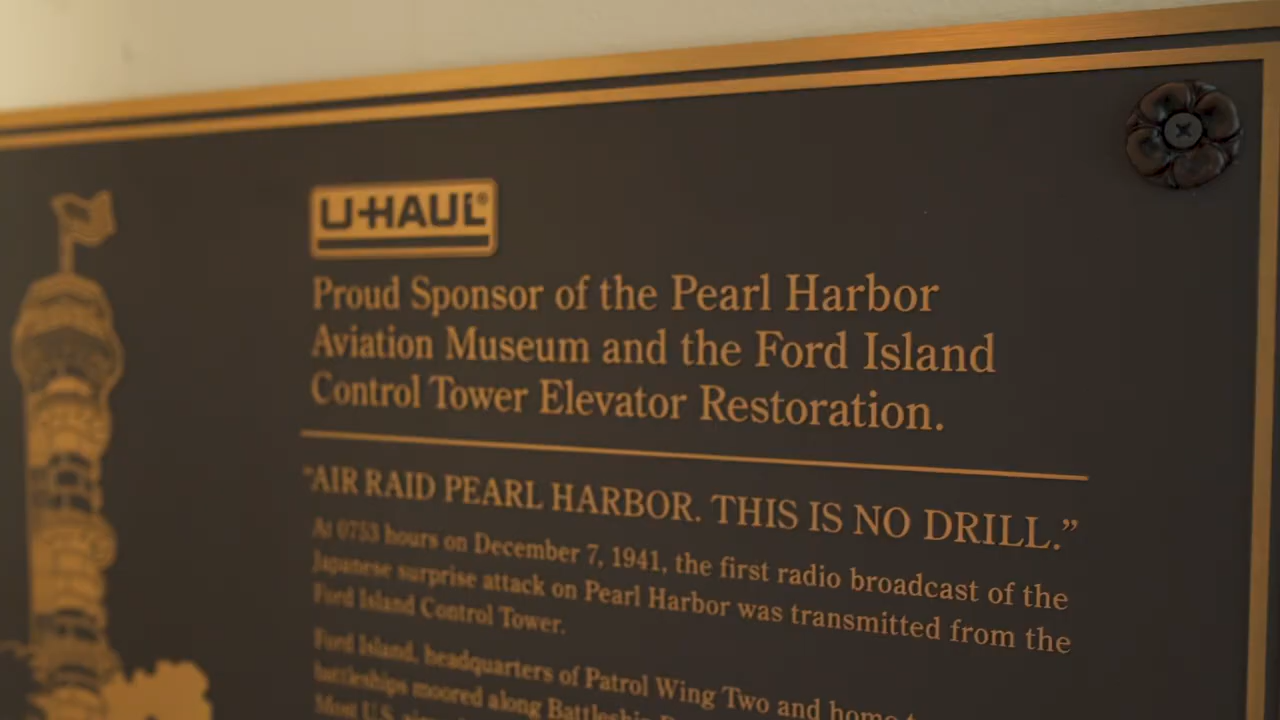 U-HAUL®
Proud Sponsor of the Pearl Harbor
Aviation Museum and the Ford Island
Control Tower Elevator Restoration.
"AIR RAID PEARL HARBOR. THIS IS NO DRILL."
At 0753 hours on December 7, 1941, the first radio broadcast of the
Japanese surprise attack on Pearl Harbor was transmitted from the
Ford Island Control Tower.
Ford Island, headquarters of Patrol Wing Two and home
battleships moored along Battleship
Most U.S.